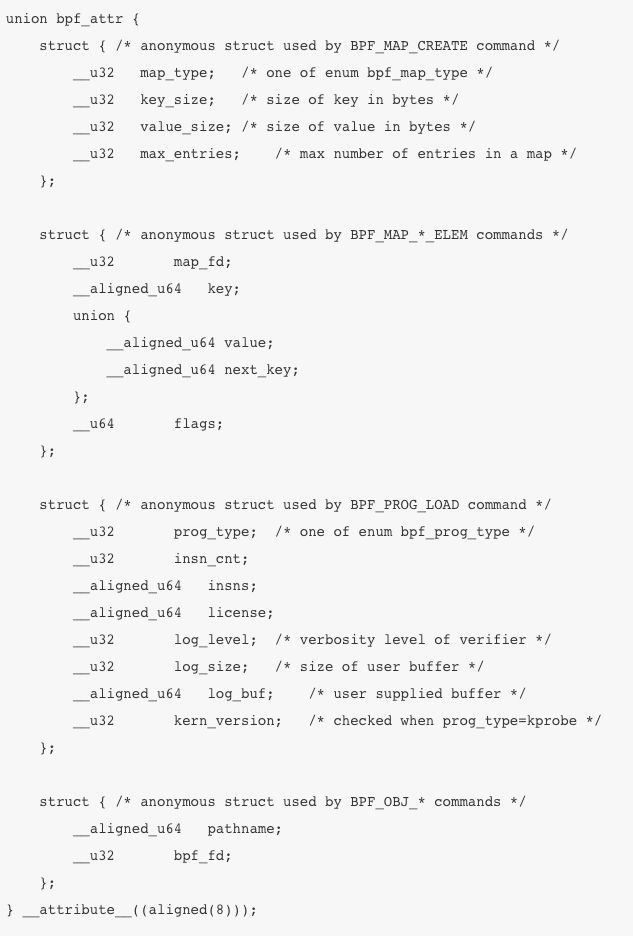 union bpf_attr {
    struct { /* anonymous struct used by BPF_MAP_CREATE command */
        __u32   map_type;   /* one of enum bpf_map_type */
        __u32   key_size;   /* size of key in bytes */
        __u32   value_size; /* size of value in bytes */
        __u32   max_entries;    /* max number of entries in a map */
    };

    struct { /* anonymous struct used by BPF_MAP_*_ELEM commands */
        __u32       map_fd;
        __aligned_u64   key;
        union {
            __aligned_u64 value;
            __aligned_u64 next_key;
        };
        __u64       flags;
    };

    struct { /* anonymous struct used by BPF_PROG_LOAD command */
        __u32       prog_type;  /* one of enum bpf_prog_type */
        __u32       insn_cnt;
        __aligned_u64   insns;
        __aligned_u64   license;
        __u32       log_level;  /* verbosity level of verifier */
        __u32       log_size;   /* size of user buffer */
        __aligned_u64   log_buf;    /* user supplied buffer */
        __u32       kern_version;   /* checked when prog_type=kprobe */
    };

    struct { /* anonymous struct used by BPF_OBJ_* commands */
        __aligned_u64   pathname;
        __u32       bpf_fd;
    };
} __attribute__((aligned(8)));